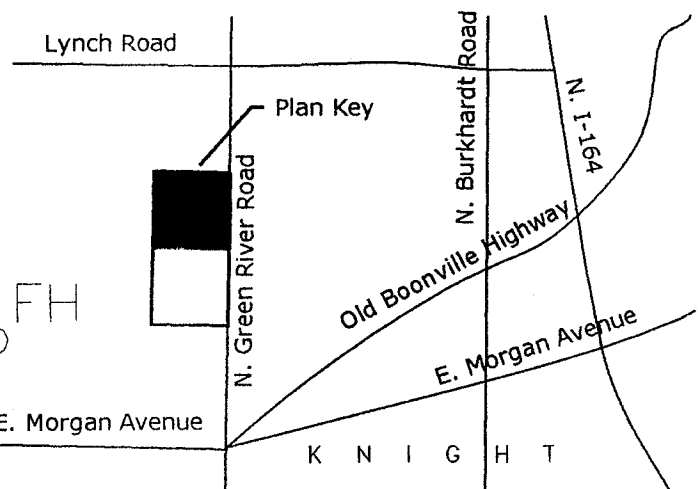 Lynch Road
Plan Key
N. Burkhardt Road
N. I-164
N. Green River Road
Old Boonville Highway
FH
E. Morgan Avenue
E. Morgan Avenue
K N I G H T